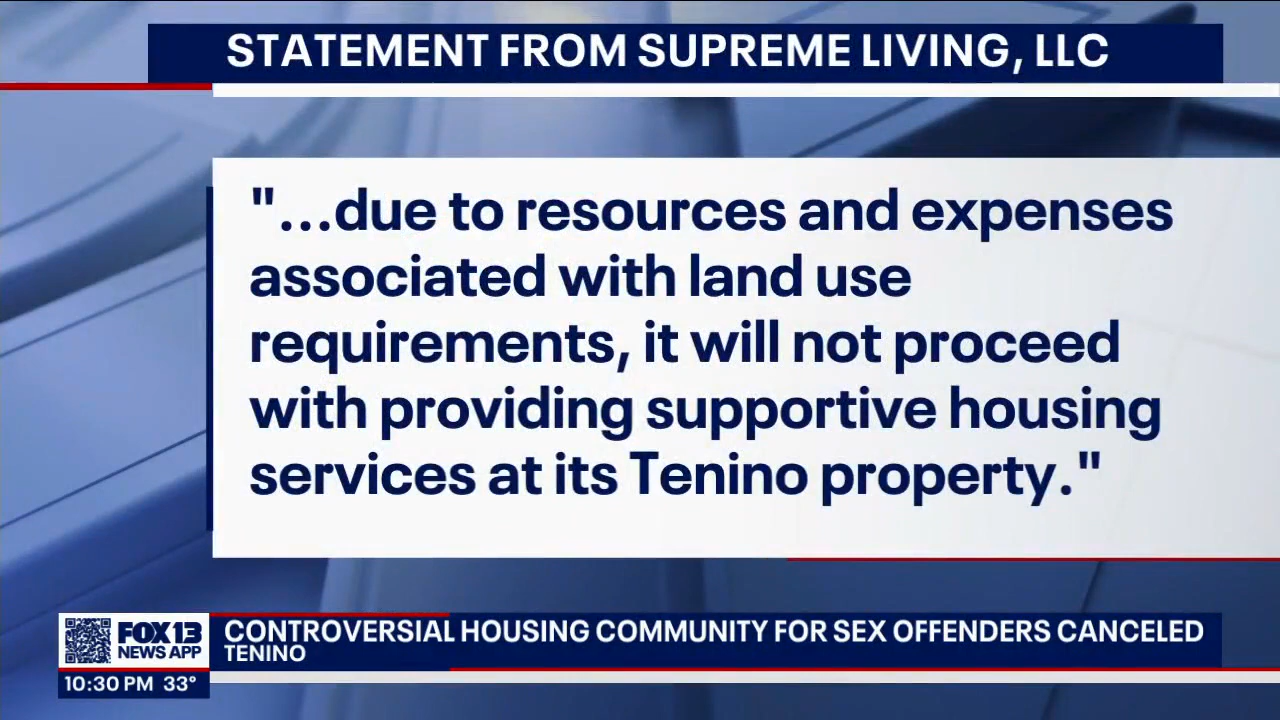 STATEMENT FROM SUPREME LIVING, LLC
"...due to resources and expenses
associated with land use
requirements, it will not proceed
with providing supportive housing
services at its Tenino property."
FOX 13
NEWS APP
CONTROVERSIAL HOUSING COMMUNITY FOR SEX OFFENDERS CANCELED
TENINO
10:30 PM 33°